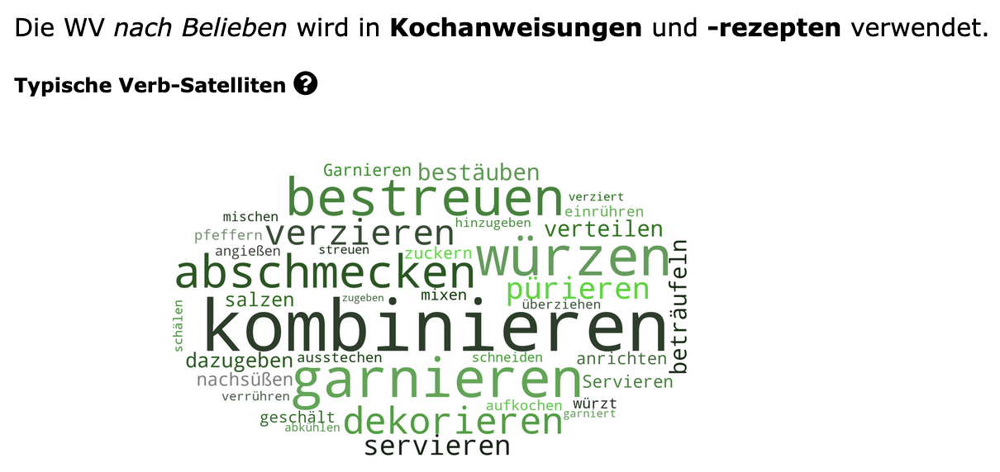 Die WV nach Belieben wird in Kochanweisungen und -rezepten verwendet.
Typische Verb-Satelliten ?
Garnieren bestäuben
bestreuen verziert
mischen einrühren
pfeffern verzieren hinzugeben verteilen
angießen streuen zuckern würzen
abschmecken pürieren
salzen zugeben mixen überziehen
schälen kombinieren beträufeln
dazugeben ausstechen schneiden anrichten
nachsüßen garnieren Servieren
verrühren aufkochen würzt
geschält garniert
abkühlen dekorieren
servieren